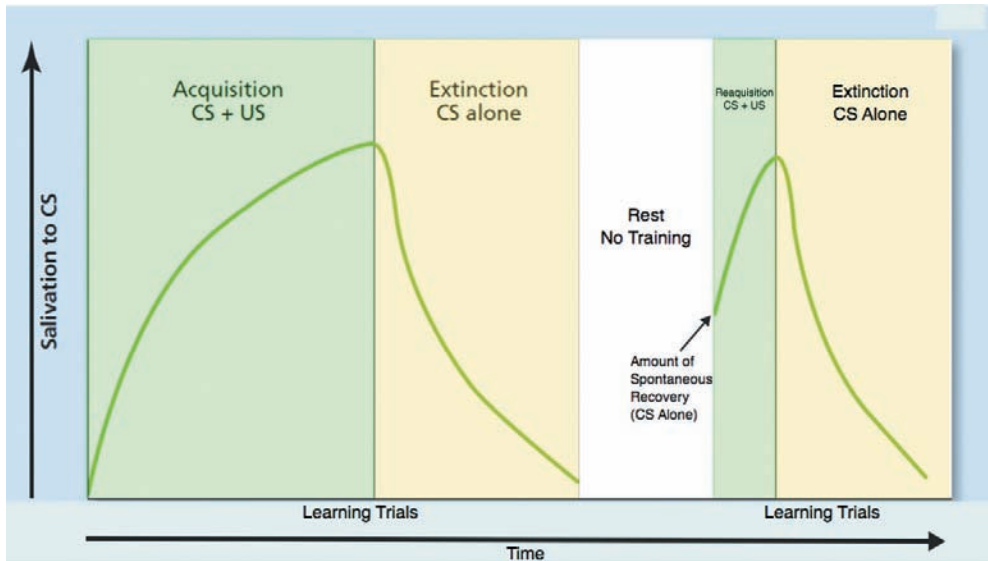 Salivation to CS
Acquisition
CS + US
Extinction
CS alone
Rest
No Training
Reaquisition
CS + US
Extinction
CS Alone
Amount of
Spontaneous
Recovery
(CS Alone)
Learning Trials
Learning Trials
Time